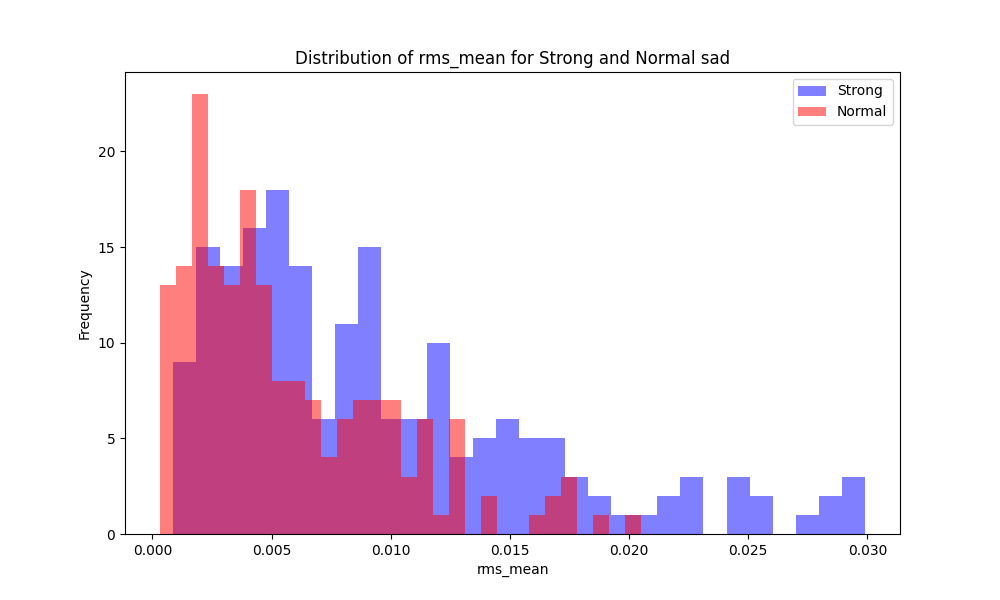 Distribution of rms_mean for Strong and Normal sad
Strong
Normal
Frequency
20
15
10
5
0
0.000 0.005 0.010 0.015 0.020 0.025 0.030
rms_mean